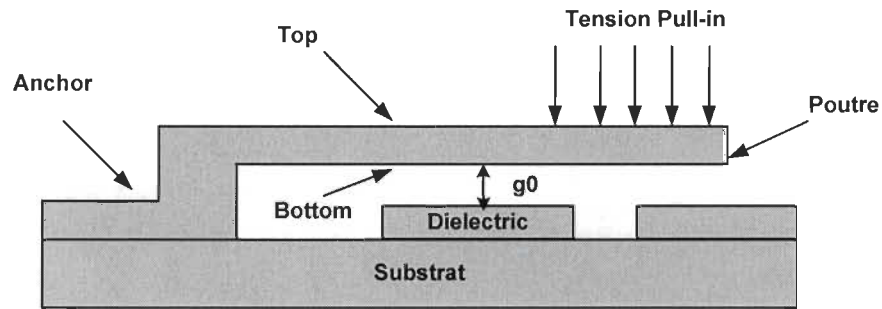 Tension Pull-in
Top
Anchor
Poutre
g0
Bottom
Dielectric
Substrat